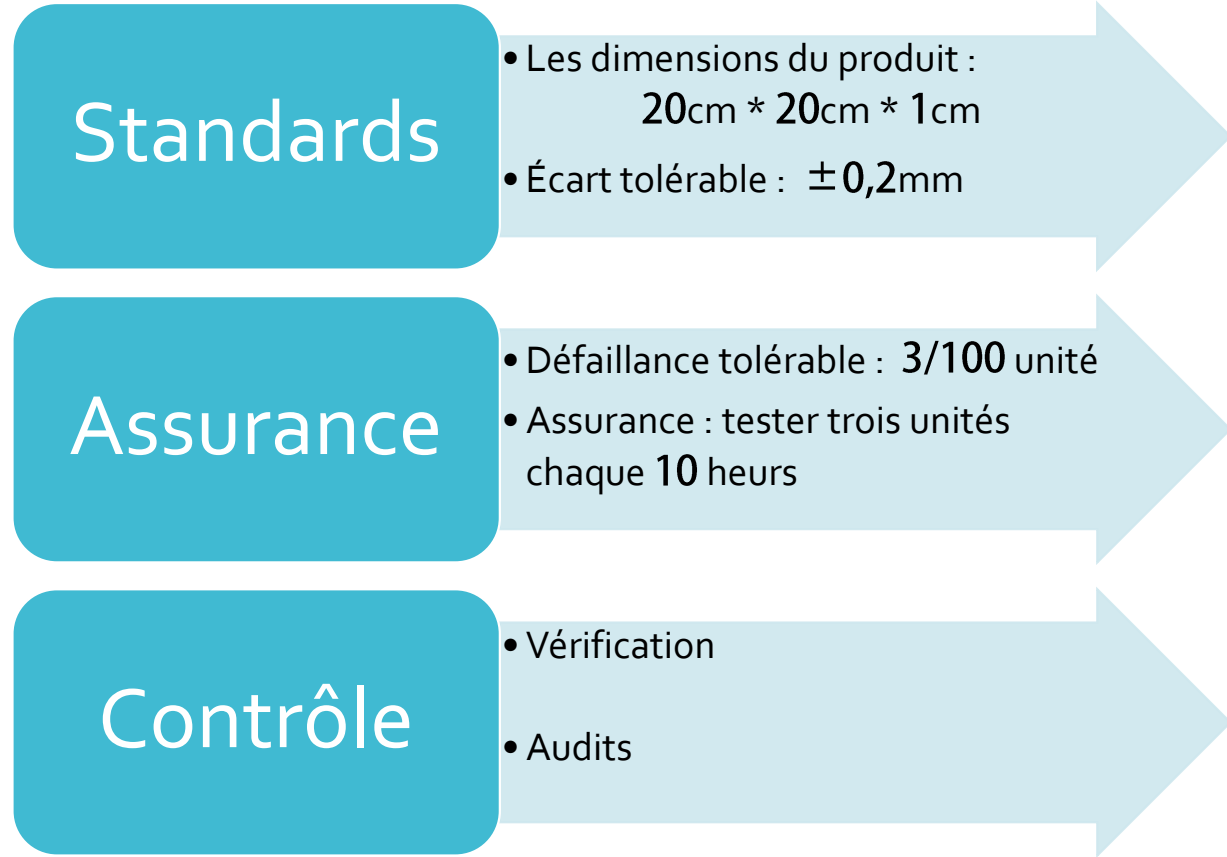 Standards
• Les dimensions du produit :
20cm * 20cm * 1cm
• Écart tolérable : ±0,2mm
Assurance
• Défaillance tolérable : 3/100 unité
• Assurance : tester trois unités
chaque 10 heurs
Contrôle
• Vérification
• Audits